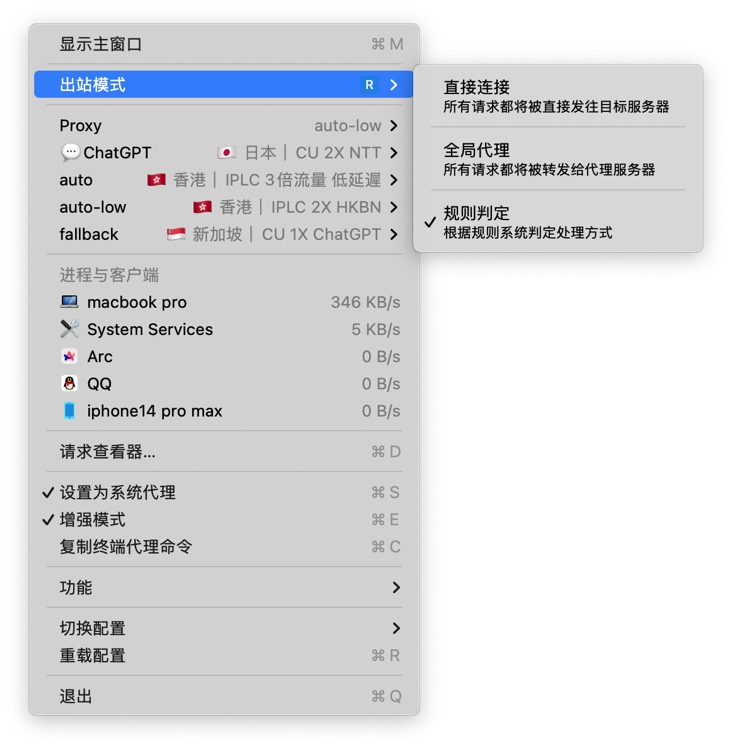 显示主窗口 ⌘ M
出站模式 R
Proxy auto-low
ChatGPT 日本｜CU 2X NTT
auto 香港｜IPLC 3倍流量 低延遲
auto-low 香港｜IPLC 2X HKBN
fallback 新加坡｜CU 1X ChatGPT
进程与客户端
macbook pro 346 KB/s
System Services 5 KB/s
Arc 0 B/s
QQ 0 B/s
iphone14 pro max 0 B/s
请求查看器... ⌘ D
设置为系统代理 ⌘ S
增强模式 ⌘ E
复制终端代理命令 ⌘ C
功能
切换配置
重载配置 ⌘ R
退出 ⌘ Q
直接连接
所有请求都将被直接发往目标服务器
全局代理
所有请求都将被转发给代理服务器
规则判定
根据规则系统判定处理方式